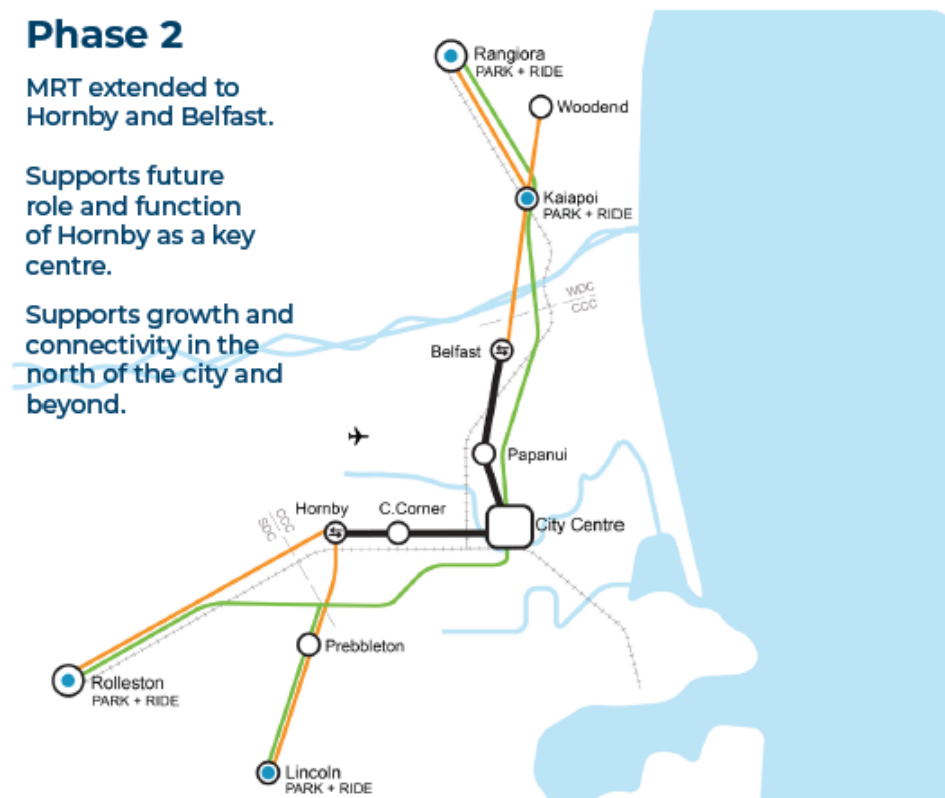 Phase 2
MRT extended to
Hornby and Belfast.
Supports future
role and function
of Hornby as a key
centre.
Supports growth and
connectivity in the
north of the city and
beyond.
Rangiora
PARK + RIDE
Woodend
Kaiapoi
PARK + RIDE
WDC
CCC
Belfast
Papanui
Hornby
C.Corner
City Centre
CCC
SDC
Prebbleton
Rolleston
PARK + RIDE
Lincoln
PARK + RIDE